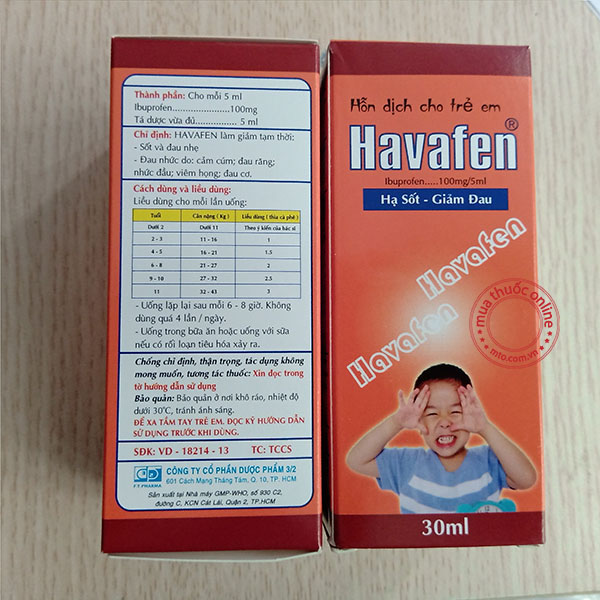 Thành phần: Cho mỗi 5 ml
Ibuprofen.....................100mg
Tá dược vừa đủ............... 5 ml
Chỉ định: HAVAFEN làm giảm tạm thời:
- Sốt và đau nhẹ
- Đau nhức do: cảm cúm; đau răng;
nhức đầu; viêm họng; đau cơ.
Cách dùng và liều dùng:
Liều dùng cho mỗi lần uống:
Tuổi Cân nặng ( Kg ) Liều dùng ( thìa cà phê )
Dưới 2 Dưới 11 Theo ý kiến của bác sĩ
2 - 3 11 - 16 1
4 - 5 16 - 21 1.5
6 - 8 21 - 27 2
9 - 10 27 - 32 2.5
11 32 - 43 3
- Uống lặp lại sau mỗi 6 - 8 giờ. Không
dùng quá 4 lần / ngày.
- Uống trong bữa ăn hoặc uống với sữa
nếu có rối loạn tiêu hóa xảy ra.
Chống chỉ định, thận trọng, tác dụng không
mong muốn, tương tác thuốc: Xin đọc trong
tờ hướng dẫn sử dụng
Bảo quản: Bảo quản ở nơi khô ráo, nhiệt độ
dưới 30°C, tránh ánh sáng.
ĐỂ XA TẦM TAY TRẺ EM. ĐỌC KỸ HƯỚNG DẪN
SỬ DỤNG TRƯỚC KHI DÙNG.
SĐK: VD - 18214 - 13 TC: TCCS
F.T.PHARMA
CÔNG TY CỔ PHẦN DƯỢC PHẨM 3/2
601 Cách Mạng Tháng Tám, Q. 10, TP. HCM
Sản xuất tại Nhà máy GMP-WHO, số 930 C2,
đường C, KCN Cát Lái, Quận 2, TP.HCM
Hỗn dịch cho trẻ em
Havafen®
Ibuprofen.....100mg/5ml
Hạ Sốt - Giảm Đau
Havafen
Havafen
Havafen
mua thuốc online
mto.com.vn
30ml